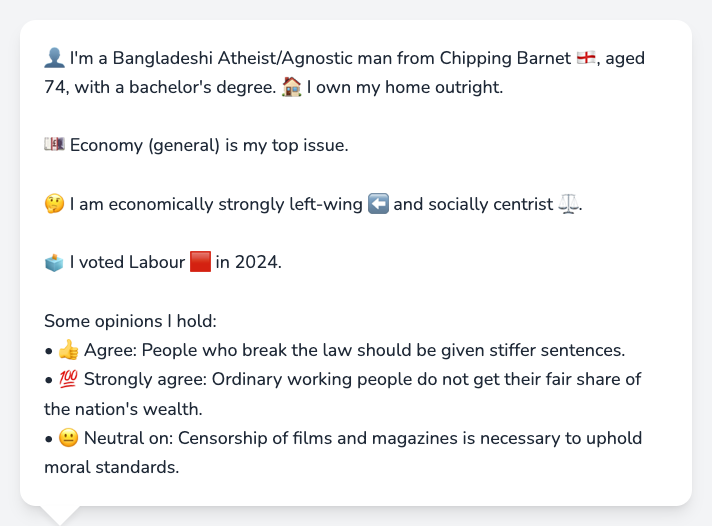 👤 I'm a Bangladeshi Atheist/Agnostic man from Chipping Barnet 🏴󠁧󠁢󠁥󠁮󠁧󠁿, aged
74, with a bachelor's degree. 🏠 I own my home outright.
💷 Economy (general) is my top issue.
🤔 I am economically strongly left-wing ⬅️ and socially centrist ⚖️.
🗳️ I voted Labour 🟥 in 2024.
Some opinions I hold:
• 👍 Agree: People who break the law should be given stiffer sentences.
• 💯 Strongly agree: Ordinary working people do not get their fair share of
the nation's wealth.
• 😐 Neutral on: Censorship of films and magazines is necessary to uphold
moral standards.